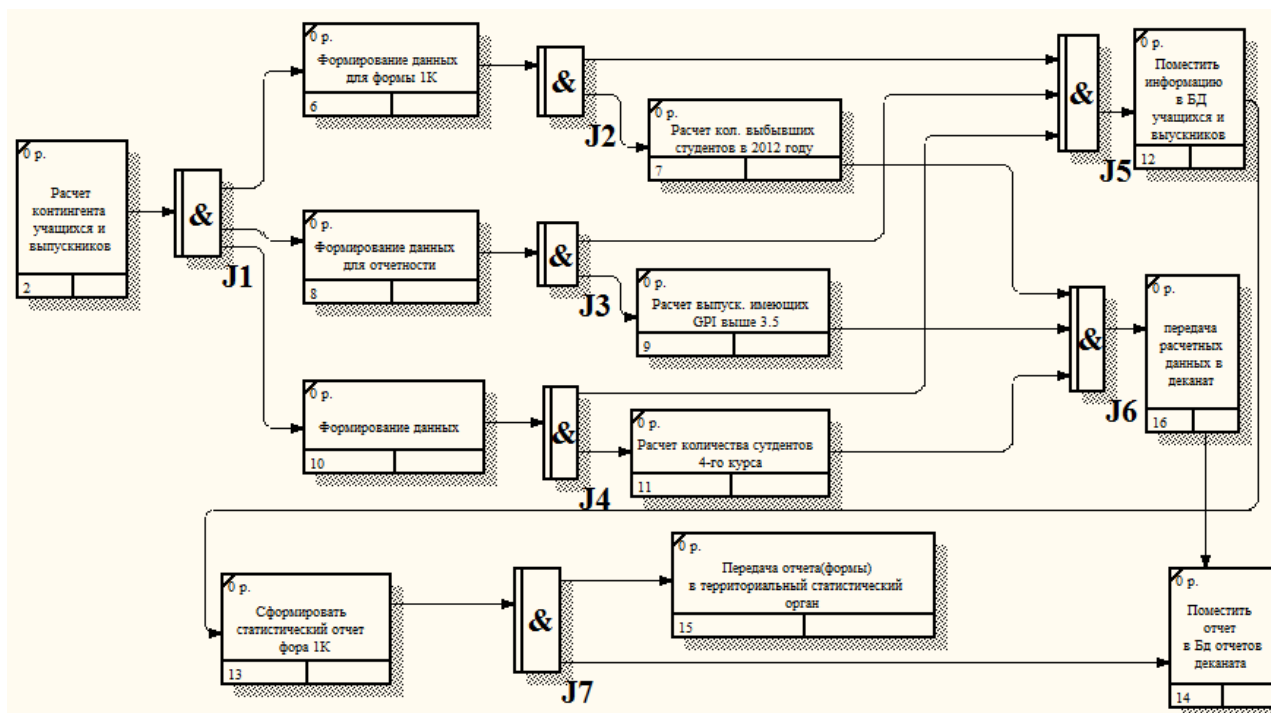 0 р.
Формирование данных
для формы 1К
6
&
J2
0 р.
Расчет кол. выбывших
студентов в 2012 году
7
&
J5
0 р.
Поместить
информацию
в БД
учащихся и
выускников
12
0 р.
Расчет
контингента
учащихся и
выпускников
2
&
J1
0 р.
Формирование данных
для отчетности
8
&
J3
0 р.
Расчет выпуск. имеющих
GPI выше 3.5
9
&
J6
0 р.
передача
расчетных
данных в
деканат
16
0 р.
Формирование данных
10
&
J4
0 р.
Расчет количества сутдентов
4-го курса
11
0 р.
Сформировать
статистический отчет
фора 1К
13
&
J7
0 р.
Передача отчета(формы)
в территориальный статистический
орган
15
0 р.
Поместить
отчет
в Бд отчетов
деканата
14